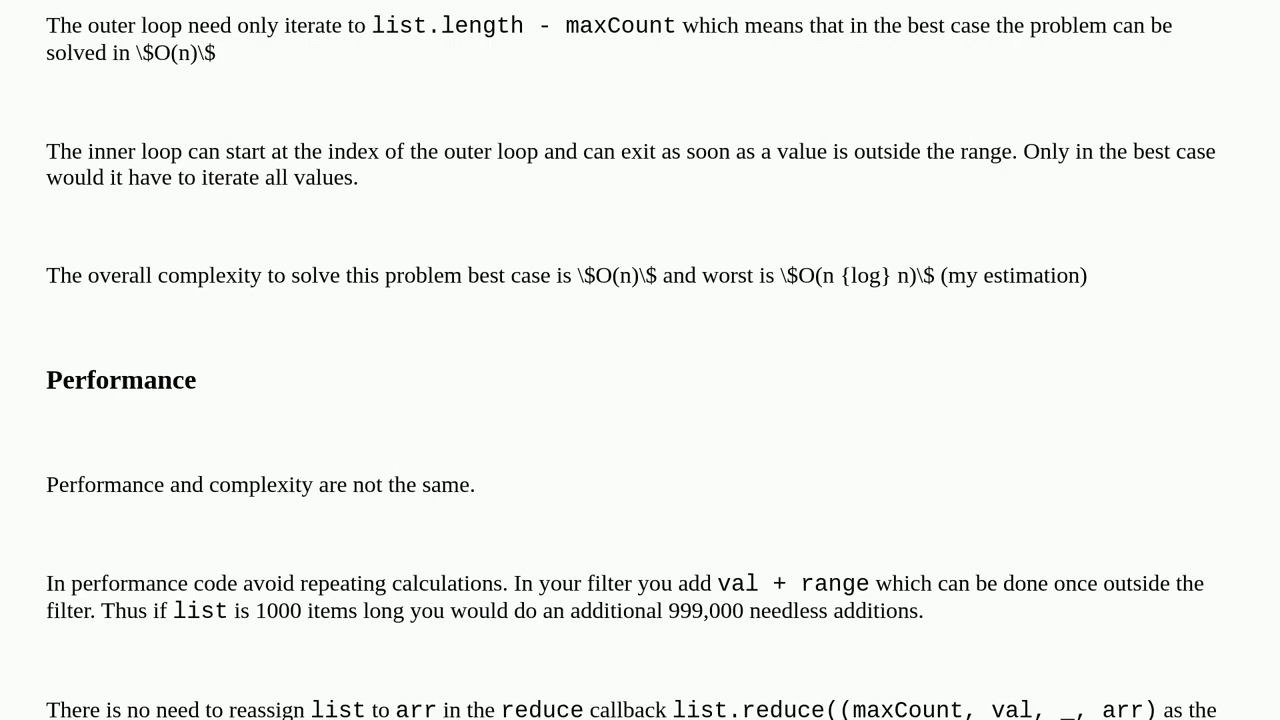 The outer loop need only iterate to list.length - maxCount which means that in the best case the problem can be
solved in \$O(n)\$
The inner loop can start at the index of the outer loop and can exit as soon as a value is outside the range. Only in the best case
would it have to iterate all values.
The overall complexity to solve this problem best case is \$O(n)\$ and worst is \$O(n {log} n)\$ (my estimation)
Performance
Performance and complexity are not the same.
In performance code avoid repeating calculations. In your filter you add val + range which can be done once outside the
filter. Thus if list is 1000 items long you would do an additional 999,000 needless additions.
There is no need to reassign list to arr in the reduce callback list.reduce((maxCount, val, _, arr) as the